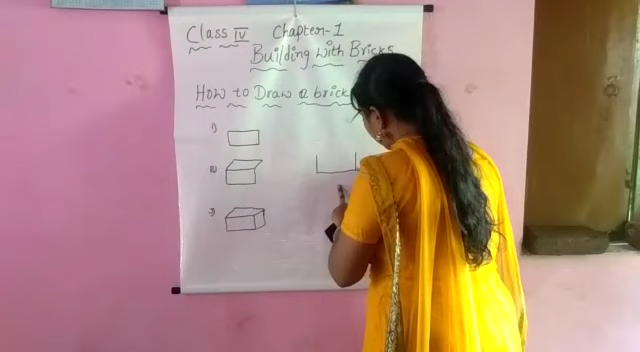 Class IV Chapter-1
Building with Bricks
How to Draw a brick
1)
2)
3)